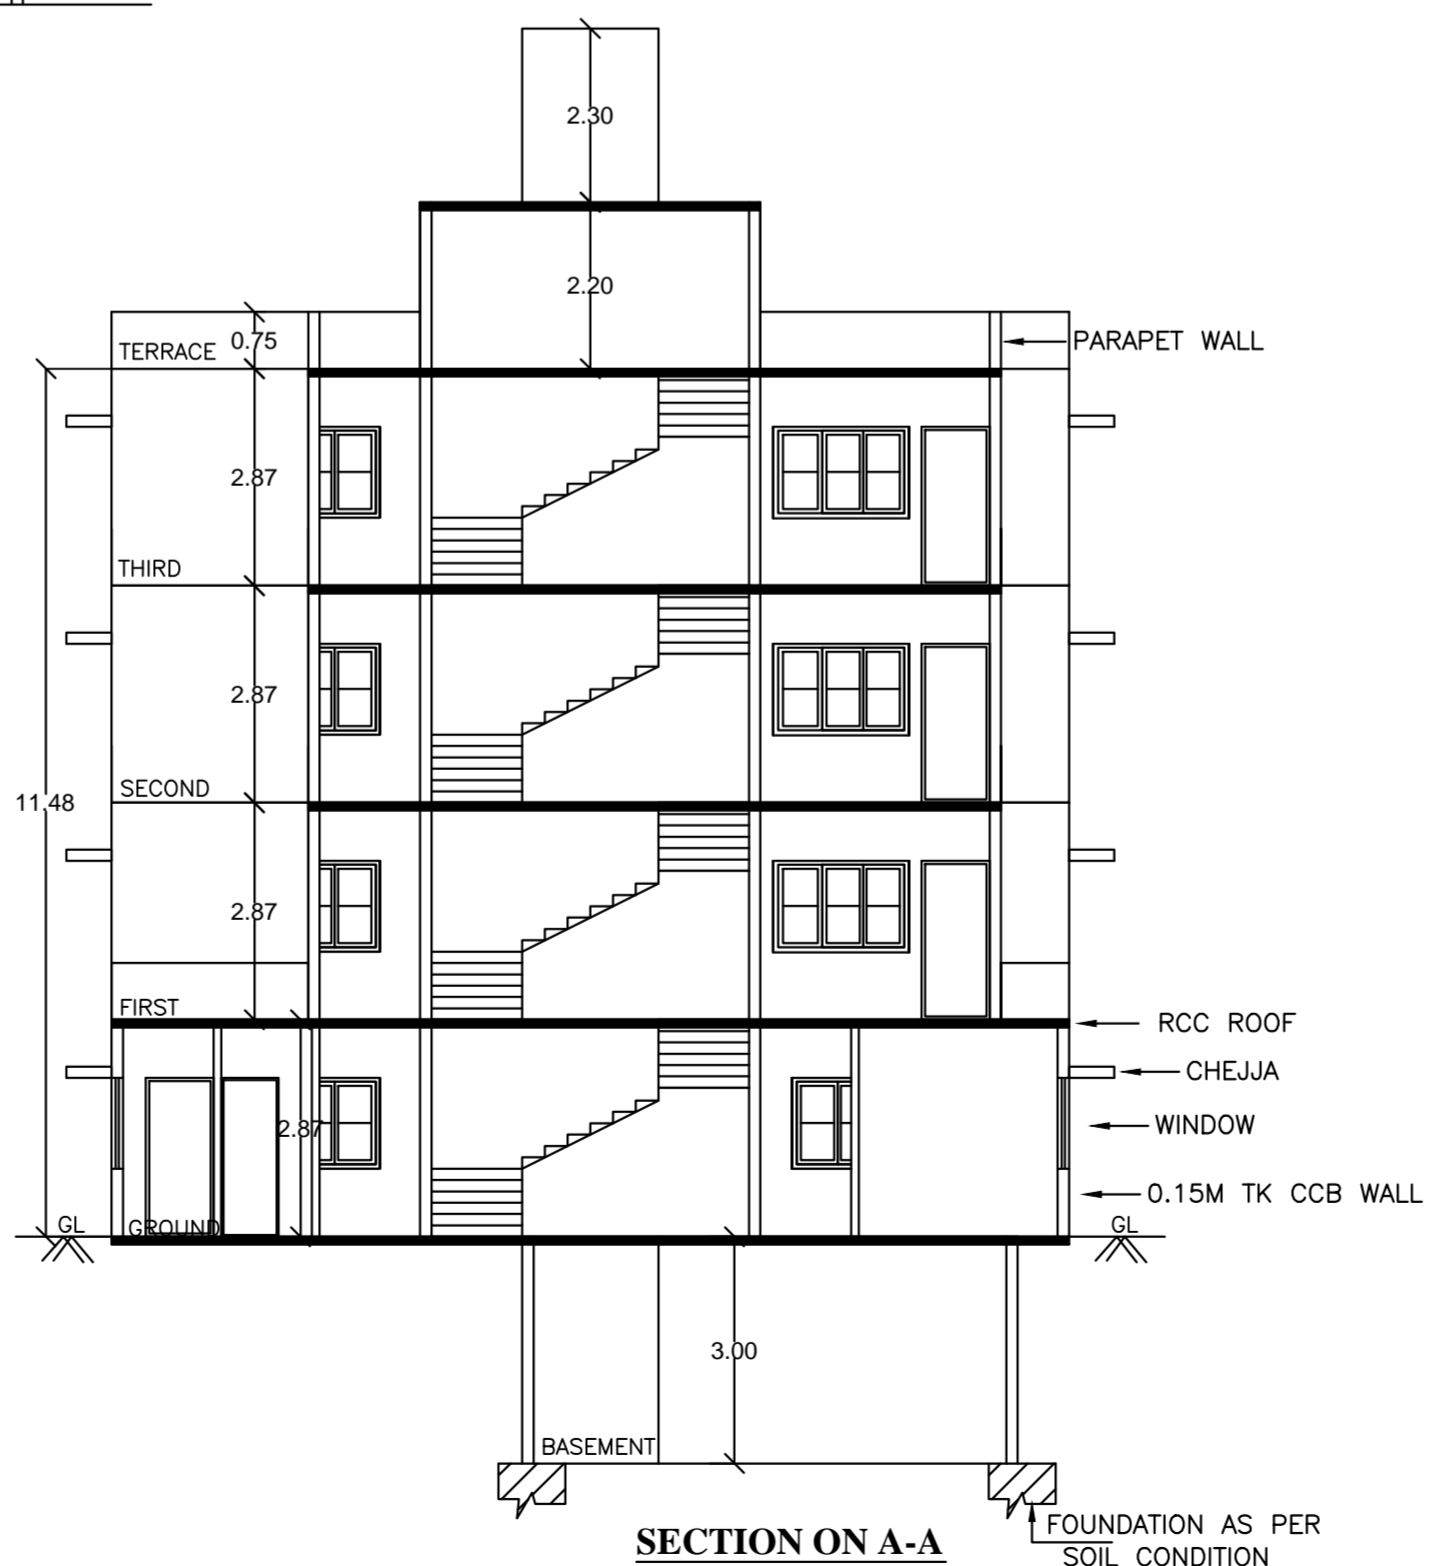 2.30
2.20
0.75
TERRACE
PARAPET WALL
2.87
THIRD
2.87
SECOND
11.48
2.87
FIRST
RCC ROOF
CHEJJA
2.87
WINDOW
0.15M TK CCB WALL
GL
GROUND
GL
3.00
BASEMENT
SECTION ON A-A
FOUNDATION AS PER
SOIL CONDITION